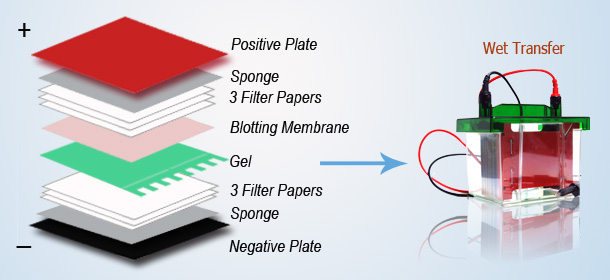 +
Positive Plate
Sponge
3 Filter Papers
Blotting Membrane
Gel
3 Filter Papers
Sponge
Negative Plate
–
Wet Transfer